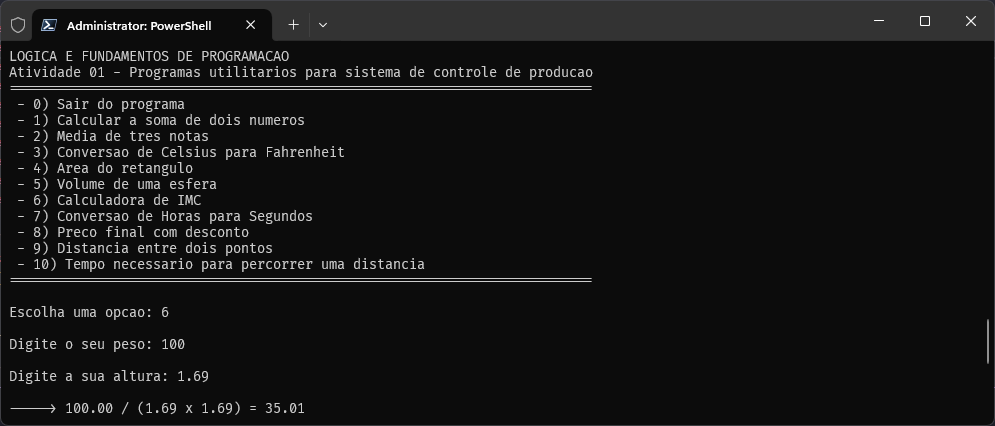 Administrator: PowerShell
LOGICA E FUNDAMENTOS DE PROGRAMACAO
Atividade 01 - Programas utilitarios para sistema de controle de producao
=========================================================================
- 0) Sair do programa
- 1) Calcular a soma de dois numeros
- 2) Media de tres notas
- 3) Conversao de Celsius para Fahrenheit
- 4) Area do retangulo
- 5) Volume de uma esfera
- 6) Calculadora de IMC
- 7) Conversao de Horas para Segundos
- 8) Preco final com desconto
- 9) Distancia entre dois pontos
- 10) Tempo necessario para percorrer uma distancia
=========================================================================
Escolha uma opcao: 6
Digite o seu peso: 100
Digite a sua altura: 1.69
-----> 100.00 / (1.69 x 1.69) = 35.01